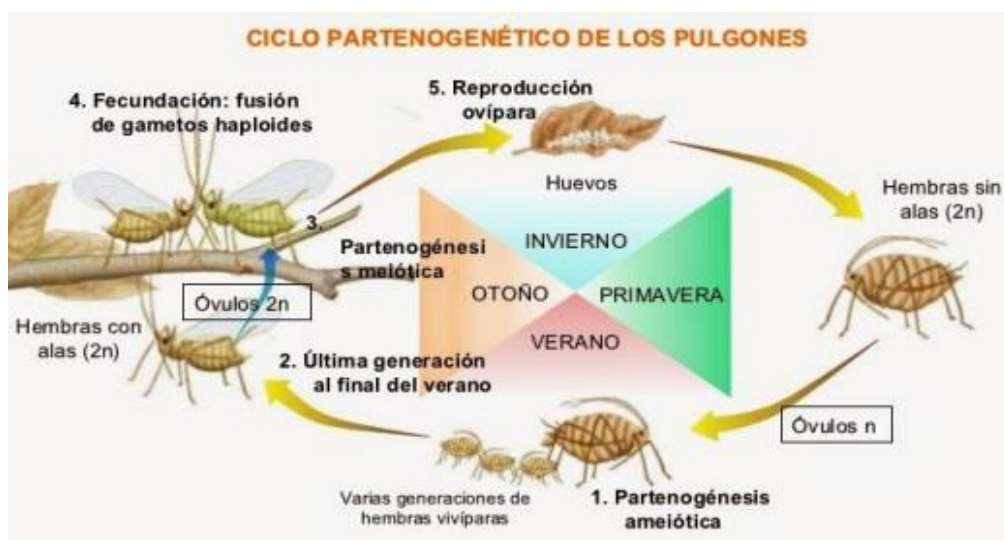 CICLO PARTENOGENÉTICO DE LOS PULGONES
4. Fecundación: fusión
de gametos haploides
5. Reproducción
ovípara
Huevos
Hembras sin
alas (2n)
3.
Partenogénesi
s meiótica
INVIERNO
OTOÑO
PRIMAVERA
VERANO
Óvulos 2n
Hembras con
alas (2n)
2. Última generación
al final del verano
Óvulos n
Varias generaciones de
hembras vivíparas
1. Partenogénesis
ameiótica